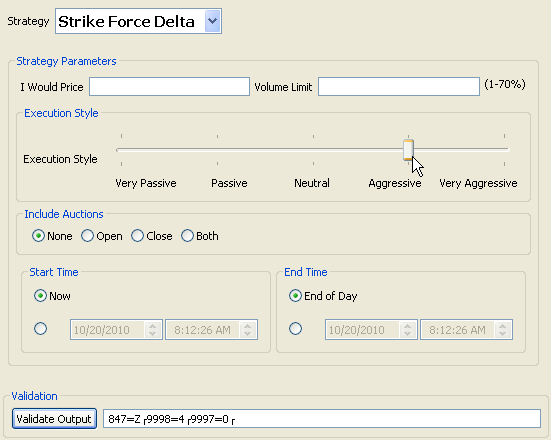 Strategy Strike Force Delta
Strategy Parameters
I Would Price Volume Limit (1-70%)
Execution Style
Execution Style
Very Passive Passive Neutral Aggressive Very Aggressive
Include Auctions
None Open Close Both
Start Time End Time
Now End of Day
10/20/2010 8:12:26 AM 10/20/2010 8:12:26 AM
Validation
Validate Output 847=Z ┌9998=4 ┌9997=0 ┌